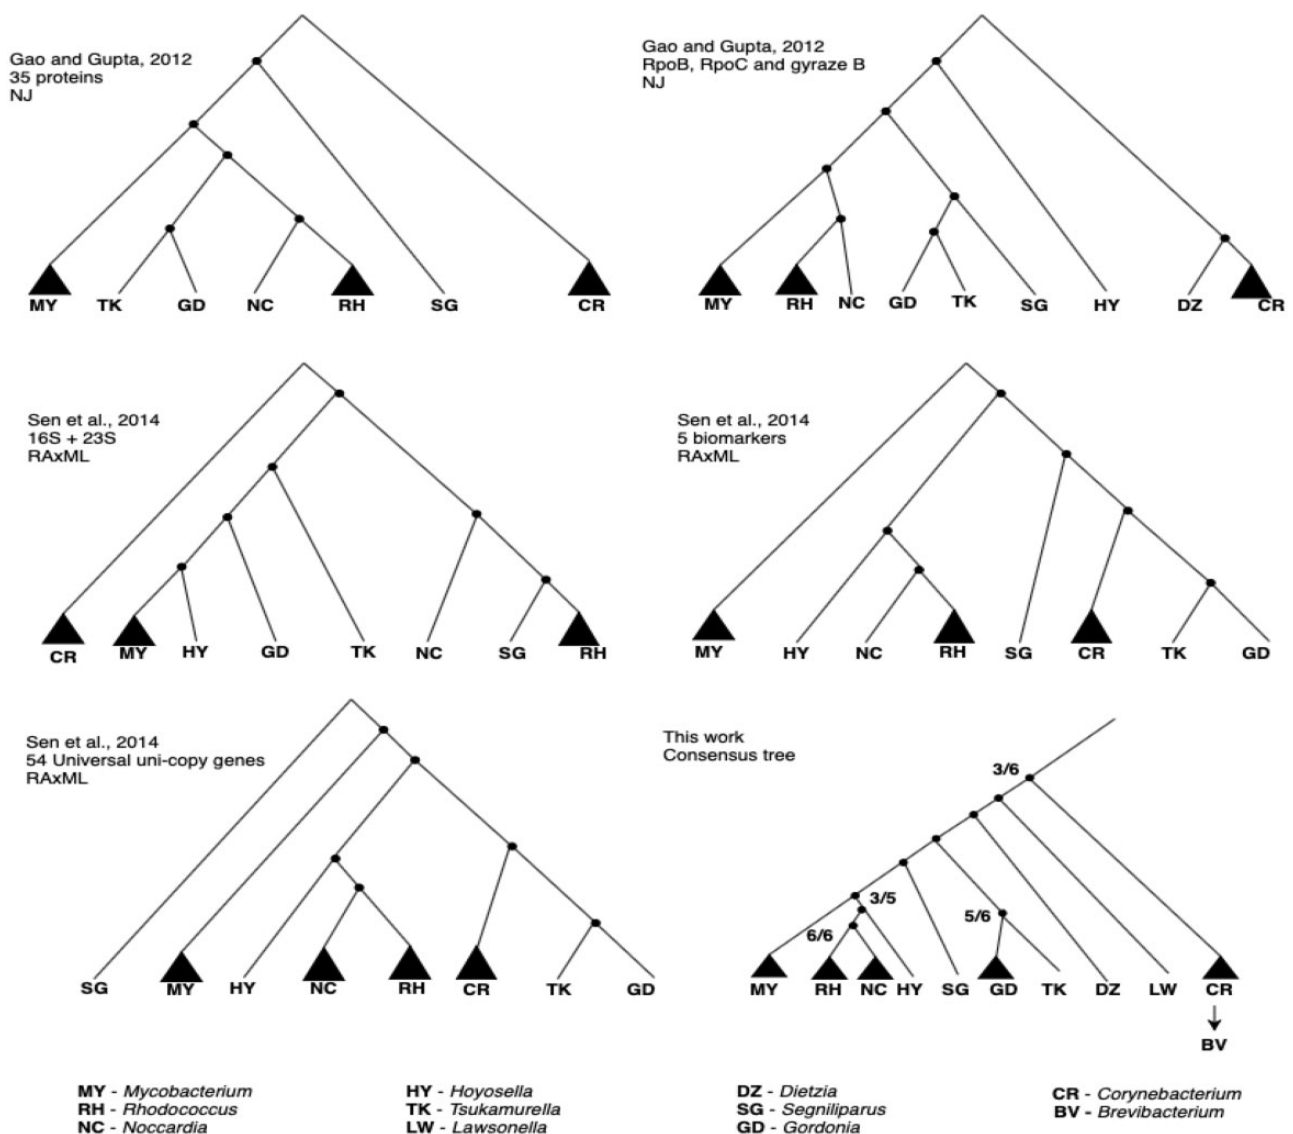 Gao and Gupta, 2012
35 proteins
NJ
MY TK GD NC RH SG CR
Gao and Gupta, 2012
RpoB, RpoC and gyraze B
NJ
MY RH NC GD TK SG HY DZ CR
Sen et al., 2014
16S + 23S
RAxML
CR MY HY GD TK NC SG RH
Sen et al., 2014
5 biomarkers
RAxML
MY HY NC RH SG CR TK GD
Sen et al., 2014
54 Universal uni-copy genes
RAxML
SG MY HY NC RH CR TK GD
This work
Consensus tree
3/6
3/5
5/6
6/6
MY RH NC HY SG GD TK DZ LW CR
BV
MY - Mycobacterium
RH - Rhodococcus
NC - Noccardia
HY - Hoyosella
TK - Tsukamurella
LW - Lawsonella
DZ - Dietzia
SG - Segniliparus
GD - Gordonia
CR - Corynebacterium
BV - Brevibacterium